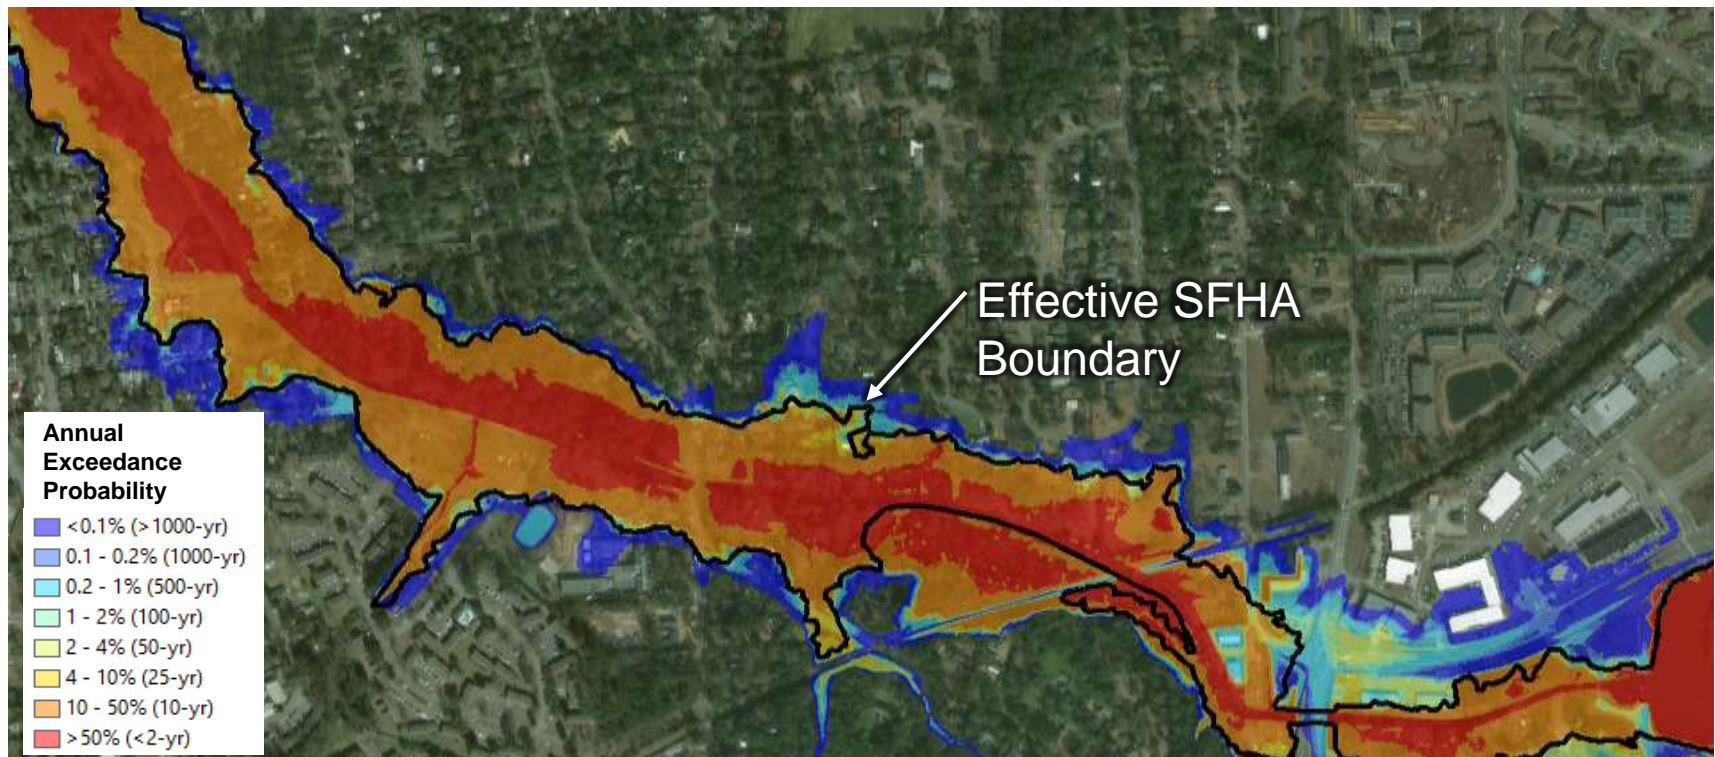 Effective SFHA
Boundary
Annual
Exceedance
Probability
<0.1% (>1000-yr)
0.1 - 0.2% (1000-yr)
0.2 - 1% (500-yr)
1 - 2% (100-yr)
2 - 4% (50-yr)
4 - 10% (25-yr)
10 - 50% (10-yr)
>50% (<2-yr)